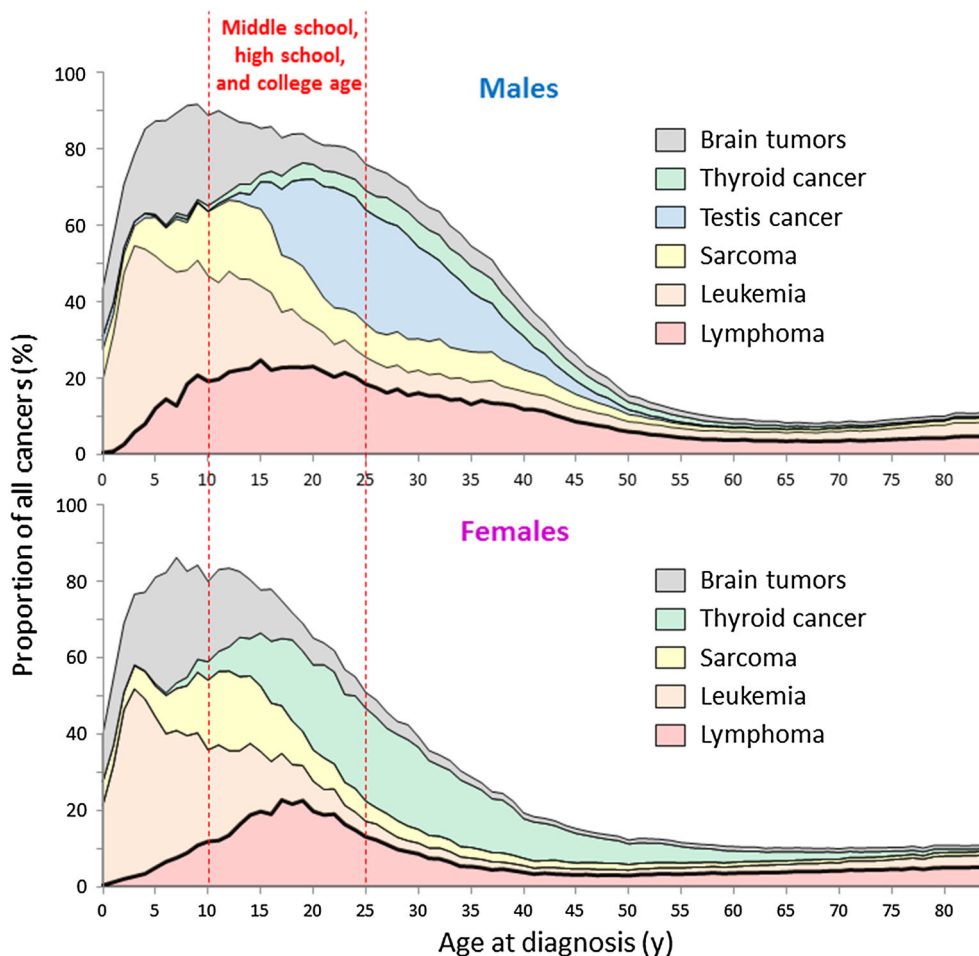 Middle school,
high school,
and college age
Males
Proportion of all cancers (%)
100
80
60
40
20
0
Brain tumors
Thyroid cancer
Testis cancer
Sarcoma
Leukemia
Lymphoma
0 5 10 15 20 25 30 35 40 45 50 55 60 65 70 75 80
Females
100
80
60
40
20
0
Brain tumors
Thyroid cancer
Sarcoma
Leukemia
Lymphoma
0 5 10 15 20 25 30 35 40 45 50 55 60 65 70 75 80
Age at diagnosis (y)